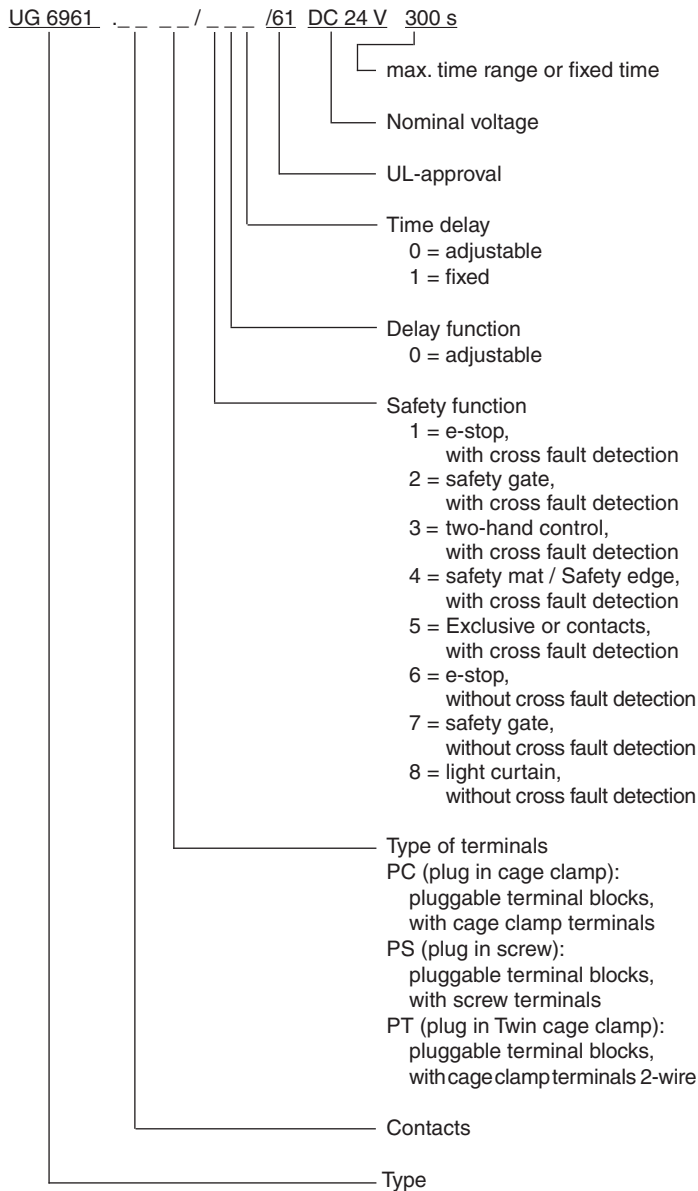 UG 6961 ._ _ _ _ / _ _ _ /61 DC 24 V 300 s
max. time range or fixed time
Nominal voltage
UL-approval
Time delay
0 = adjustable
1 = fixed
Delay function
0 = adjustable
Safety function
1 = e-stop,
with cross fault detection
2 = safety gate,
with cross fault detection
3 = two-hand control,
with cross fault detection
4 = safety mat / Safety edge,
with cross fault detection
5 = Exclusive or contacts,
with cross fault detection
6 = e-stop,
without cross fault detection
7 = safety gate,
without cross fault detection
8 = light curtain,
without cross fault detection
Type of terminals
PC (plug in cage clamp):
pluggable terminal blocks,
with cage clamp terminals
PS (plug in screw):
pluggable terminal blocks,
with screw terminals
PT (plug in Twin cage clamp):
pluggable terminal blocks,
with cage clamp terminals 2-wire
Contacts
Type